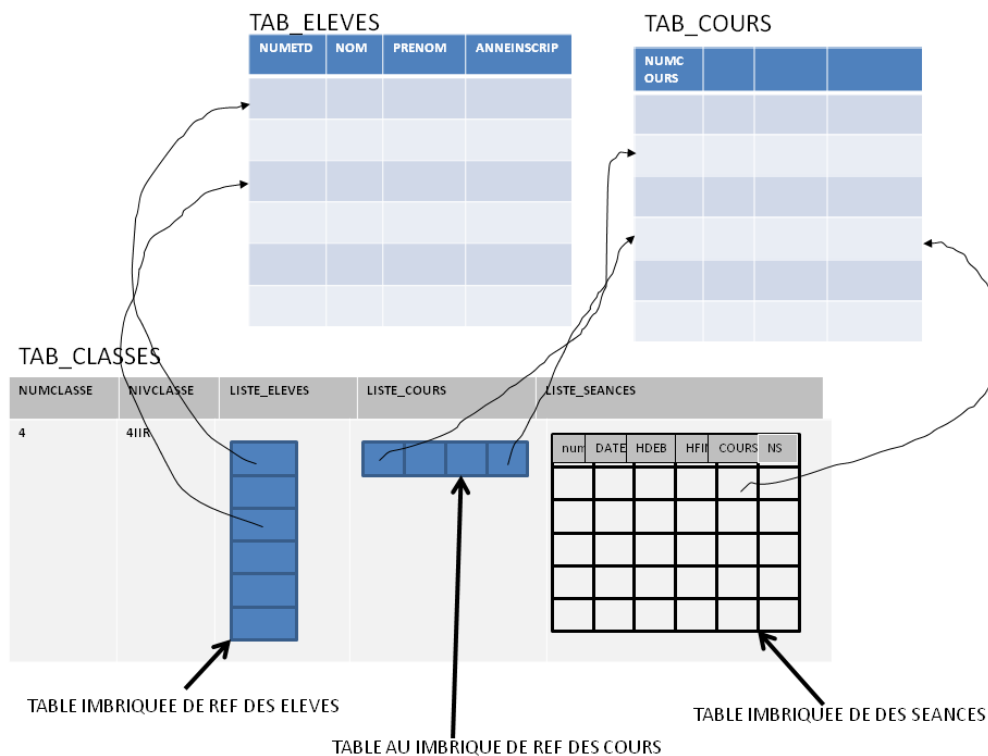 TAB_ELEVES
TAB_COURS
NUMETD NOM PRENOM ANNEINSCRIP
NUMC
OURS
TAB_CLASSES
NUMCLASSE NIVCLASSE LISTE_ELEVES LISTE_COURS LISTE_SEANCES
4 4IIR
num DATE HDEB HFIN COURS NS
TABLE IMBRIQUEE DE REF DES ELEVES
TABLE IMBRIQUEE DE DES SEANCES
TABLE AU IMBRIQUE DE REF DES COURS